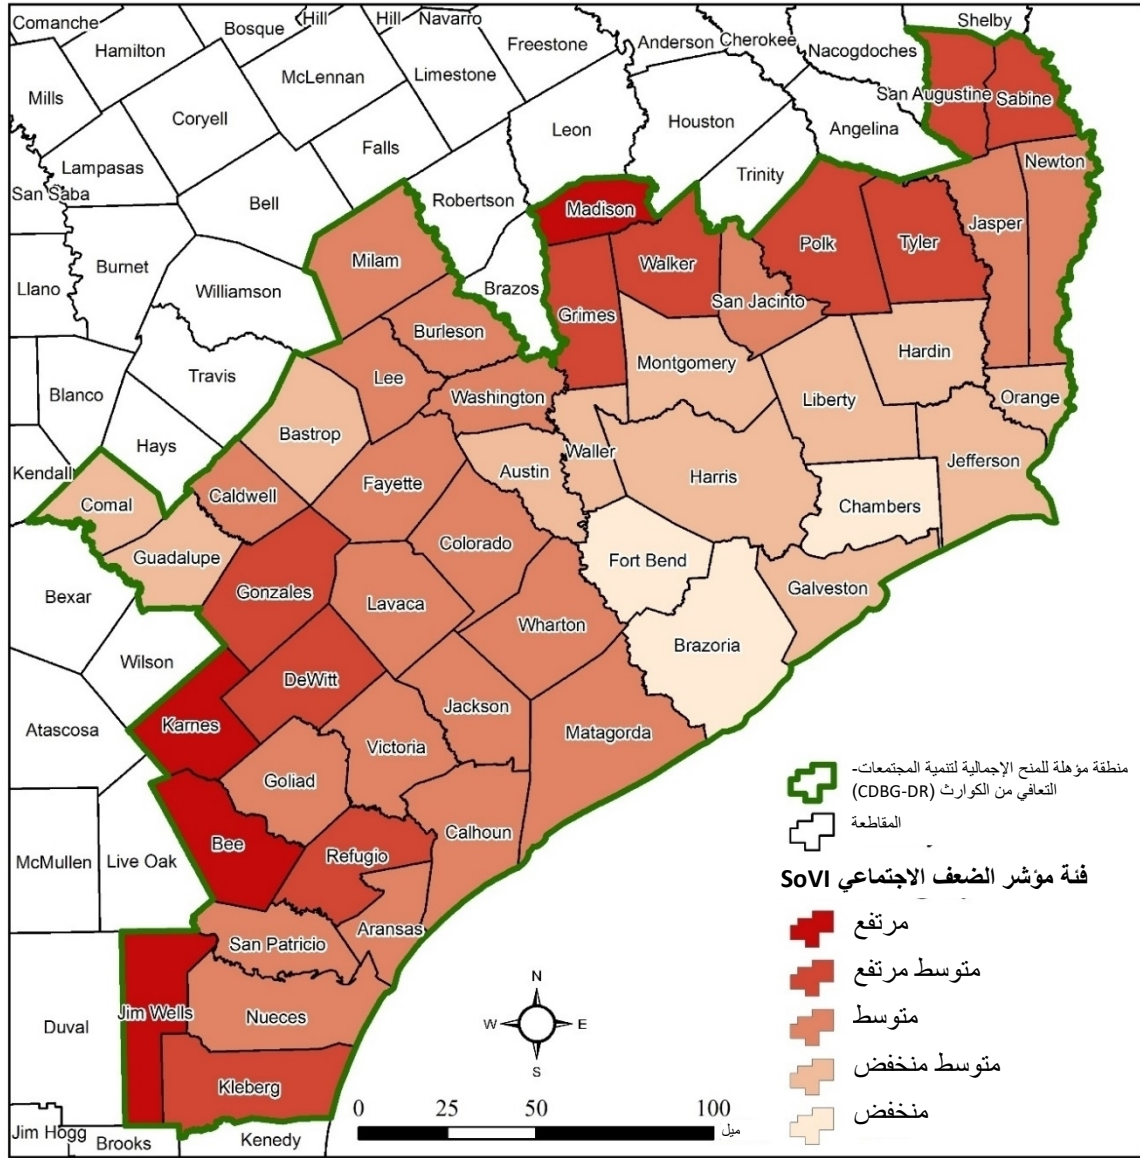 Comanche
Hamilton
Bosque
Hill
Hill
Navarro
Freestone
Anderson
Cherokee
Nacogdoches
Shelby
Mills
Coryell
McLennan
Limestone
Leon
Houston
Angelina
San Augustine
Sabine
Lampasas
Falls
Trinity
Newton
San Saba
Bell
Robertson
Madison
Jasper
Burnet
Milam
Walker
Polk
Tyler
Llano
Williamson
Brazos
Grimes
San Jacinto
Burleson
Travis
Lee
Montgomery
Hardin
Blanco
Washington
Liberty
Orange
Bastrop
Hays
Kendall
Austin
Waller
Harris
Jefferson
Comal
Caldwell
Fayette
Chambers
Guadalupe
Colorado
Fort Bend
Galveston
Bexar
Gonzales
Lavaca
Wharton
Brazoria
Wilson
DeWitt
Jackson
Atascosa
Karnes
Victoria
Matagorda
Goliad
Calhoun
McMullen
Live Oak
Bee
Refugio
Aransas
San Patricio
Duval
Jim Wells
Nueces
Kleberg
Jim Hogg
Brooks
Kenedy
منطقة مؤهلة للمنح الإجمالية لتنمية المجتمعات-
التعافي من الكوارث (CDBG-DR)
المقاطعة
فئة مؤشر الضعف الاجتماعي SoVI
مرتفع
متوسط مرتفع
متوسط
متوسط منخفض
منخفض
N
W E
S
0 25 50 100
ميل